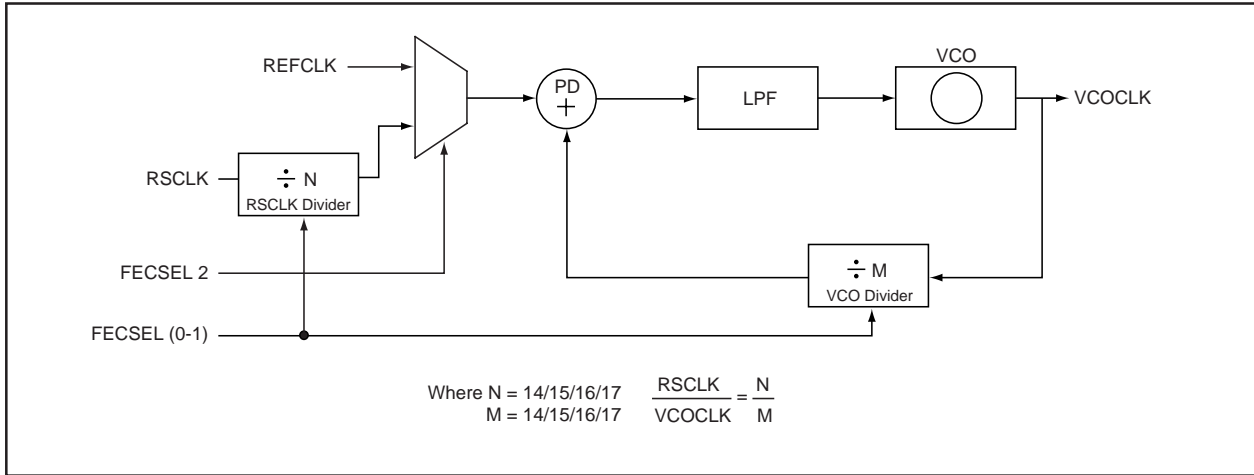 VCO
REFCLK
PD
+
LPF
VCOCLK
RSCLK
÷ N
RSCLK Divider
FECSEL 2
÷ M
VCO Divider
FECSEL (0-1)
Where N = 14/15/16/17
M = 14/15/16/17
RSCLK / VCOCLK = N / M